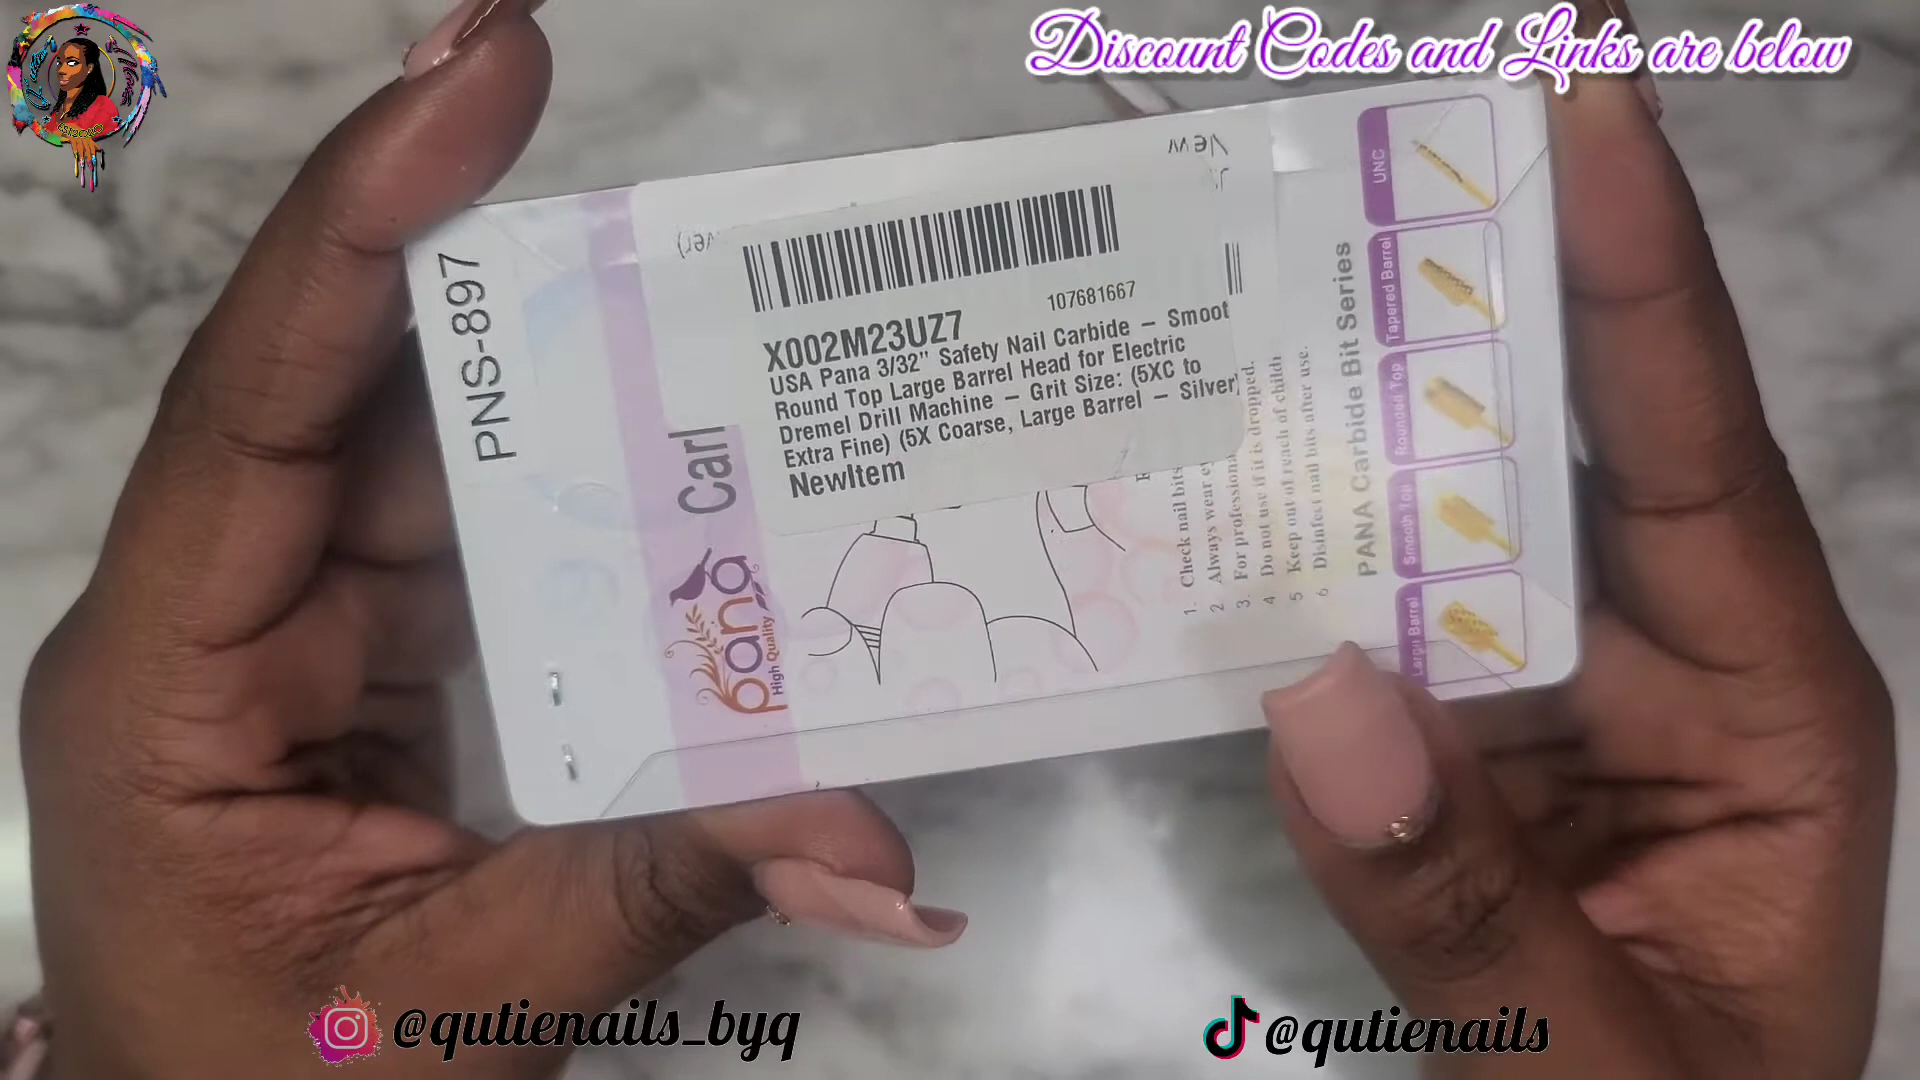 Discount Codes and Links are below
PNS-897
107681667
X002M23UZ7
USA Pana 3/32" Safety Nail Carbide – Smoot
Round Top Large Barrel Head for Electric
Dremel Drill Machine – Grit Size: (5XC to
Extra Fine) (5X Coarse, Large Barrel – Silver)
NewItem
Carl
pana
High Quality
1. Check nail bits
2 Always wear
3. For professiona
4 Do not use if it is dropped.
5 Keep out of reach of child
6 Disinfect nail bits after use.
PANA Carbide Bit Series
UNC
Tapered Barrel
Rounded Top
Smooth Top
Large Barrel
@qutienails_byq
@qutienails